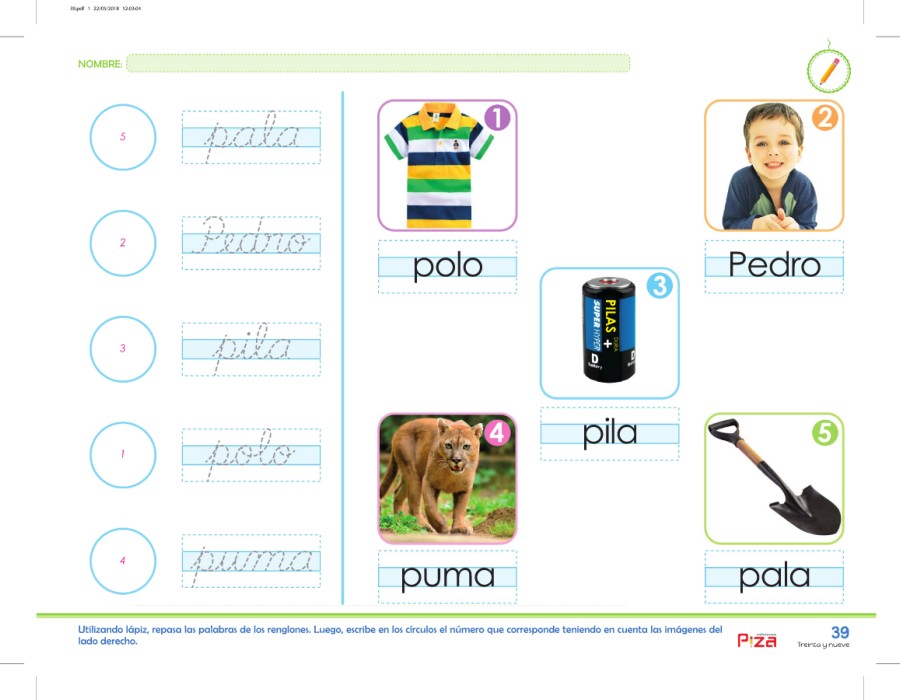 39.pdf 1 22/05/2018 12:03:04
NOMBRE:
5 pala
2 Pedro
3 pila
1 polo
4 puma
1
polo
2
Pedro
3
PILAS
SUPER HYPER
+
D
Battery
pila
4
puma
5
pala
Utilizando lápiz, repasa las palabras de los renglones. Luego, escribe en los círculos el número que corresponde teniendo en cuenta las imágenes del
lado derecho.
Piza
39
Treinta y nueve